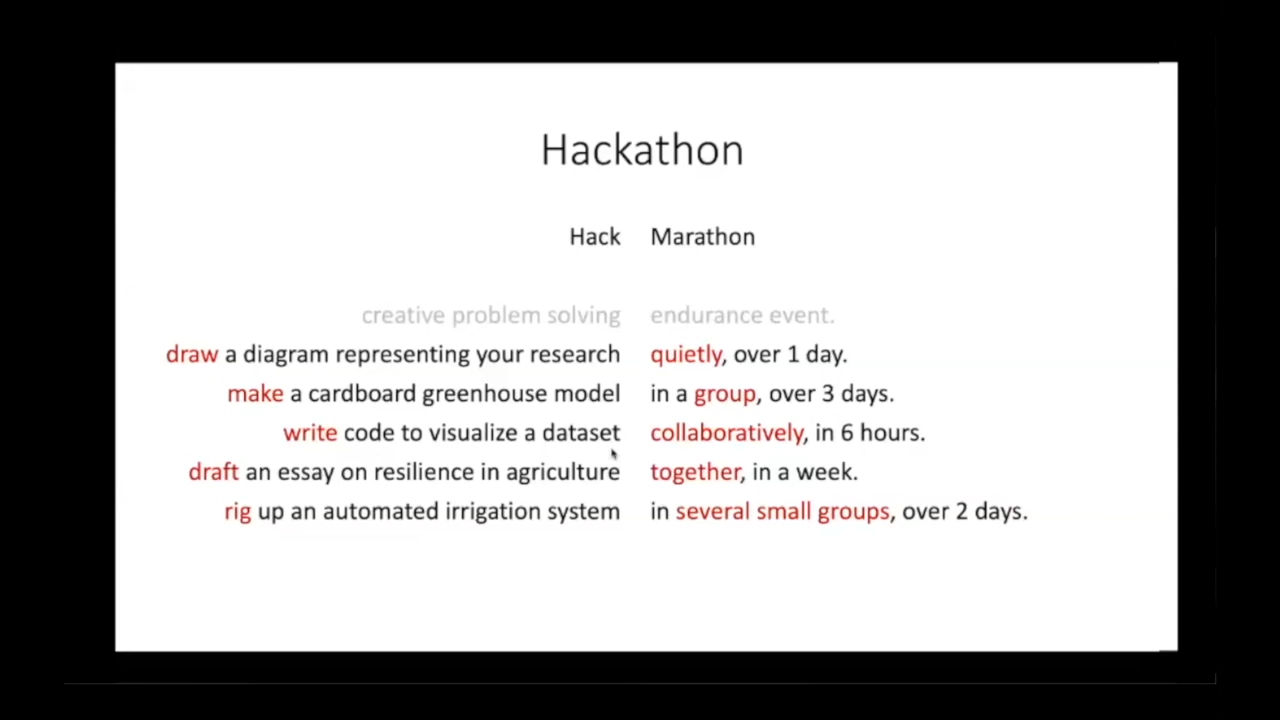 Hackathon
Hack Marathon
creative problem solving endurance event.
draw a diagram representing your research quietly, over 1 day.
make a cardboard greenhouse model in a group, over 3 days.
write code to visualize a dataset collaboratively, in 6 hours.
draft an essay on resilience in agriculture together, in a week.
rig up an automated irrigation system in several small groups, over 2 days.